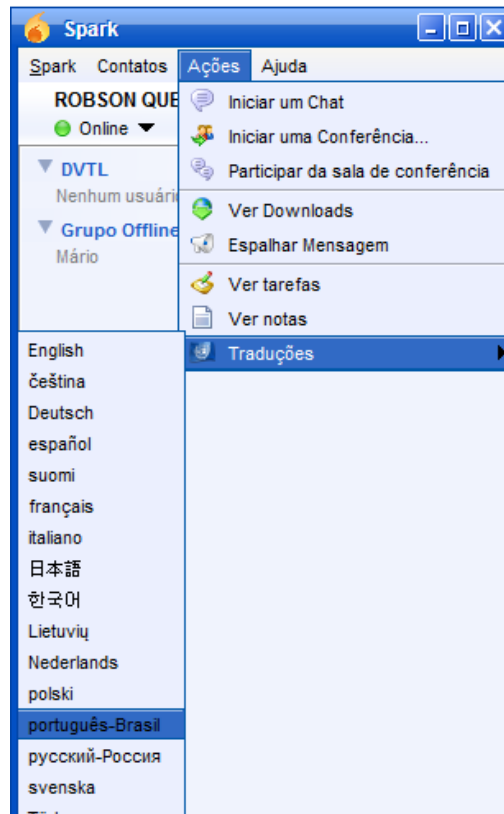 Spark
Spark Contatos Ações Ajuda
ROBSON QUE
Online
DVTL
Nenhum usuári
Grupo Offline
Mário
Iniciar um Chat
Iniciar uma Conferência...
Participar da sala de conferência
Ver Downloads
Espalhar Mensagem
Ver tarefas
Ver notas
Traduções
English
čeština
Deutsch
español
suomi
français
italiano
日本語
한국어
Lietuvių
Nederlands
polski
português-Brasil
русский-Россия
svenska